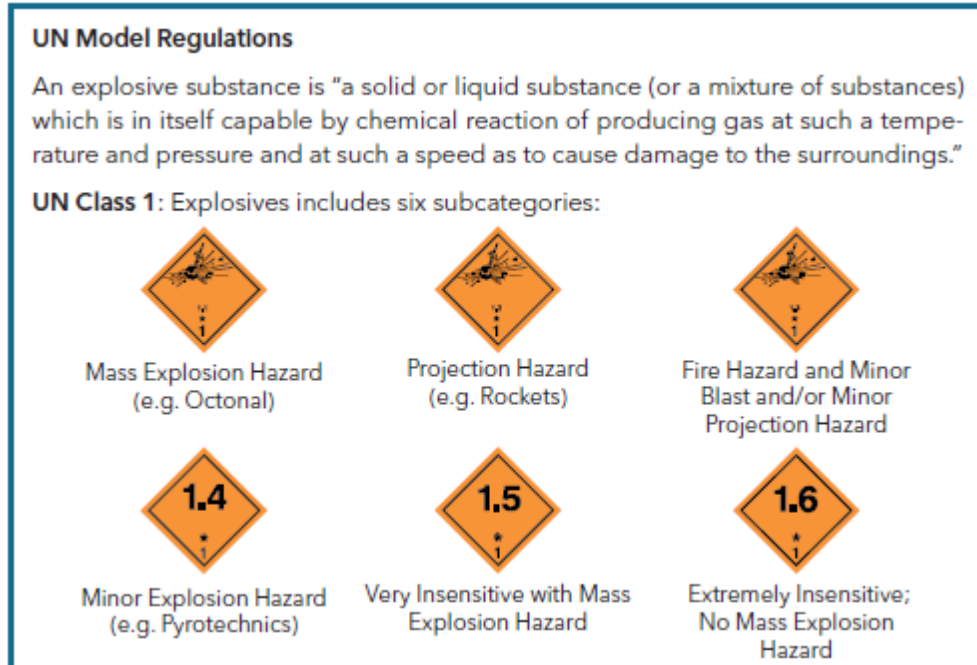 UN Model Regulations
An explosive substance is “a solid or liquid substance (or a mixture of substances)
which is in itself capable by chemical reaction of producing gas at such a tempe-
rature and pressure and at such a speed as to cause damage to the surroundings.”
UN Class 1: Explosives includes six subcategories:
*
1
*
1
*
1
Mass Explosion Hazard
(e.g. Octonal)
Projection Hazard
(e.g. Rockets)
Fire Hazard and Minor
Blast and/or Minor
Projection Hazard
1.4
*
1
1.5
*
1
1.6
*
1
Minor Explosion Hazard
(e.g. Pyrotechnics)
Very Insensitive with Mass
Explosion Hazard
Extremely Insensitive;
No Mass Explosion
Hazard